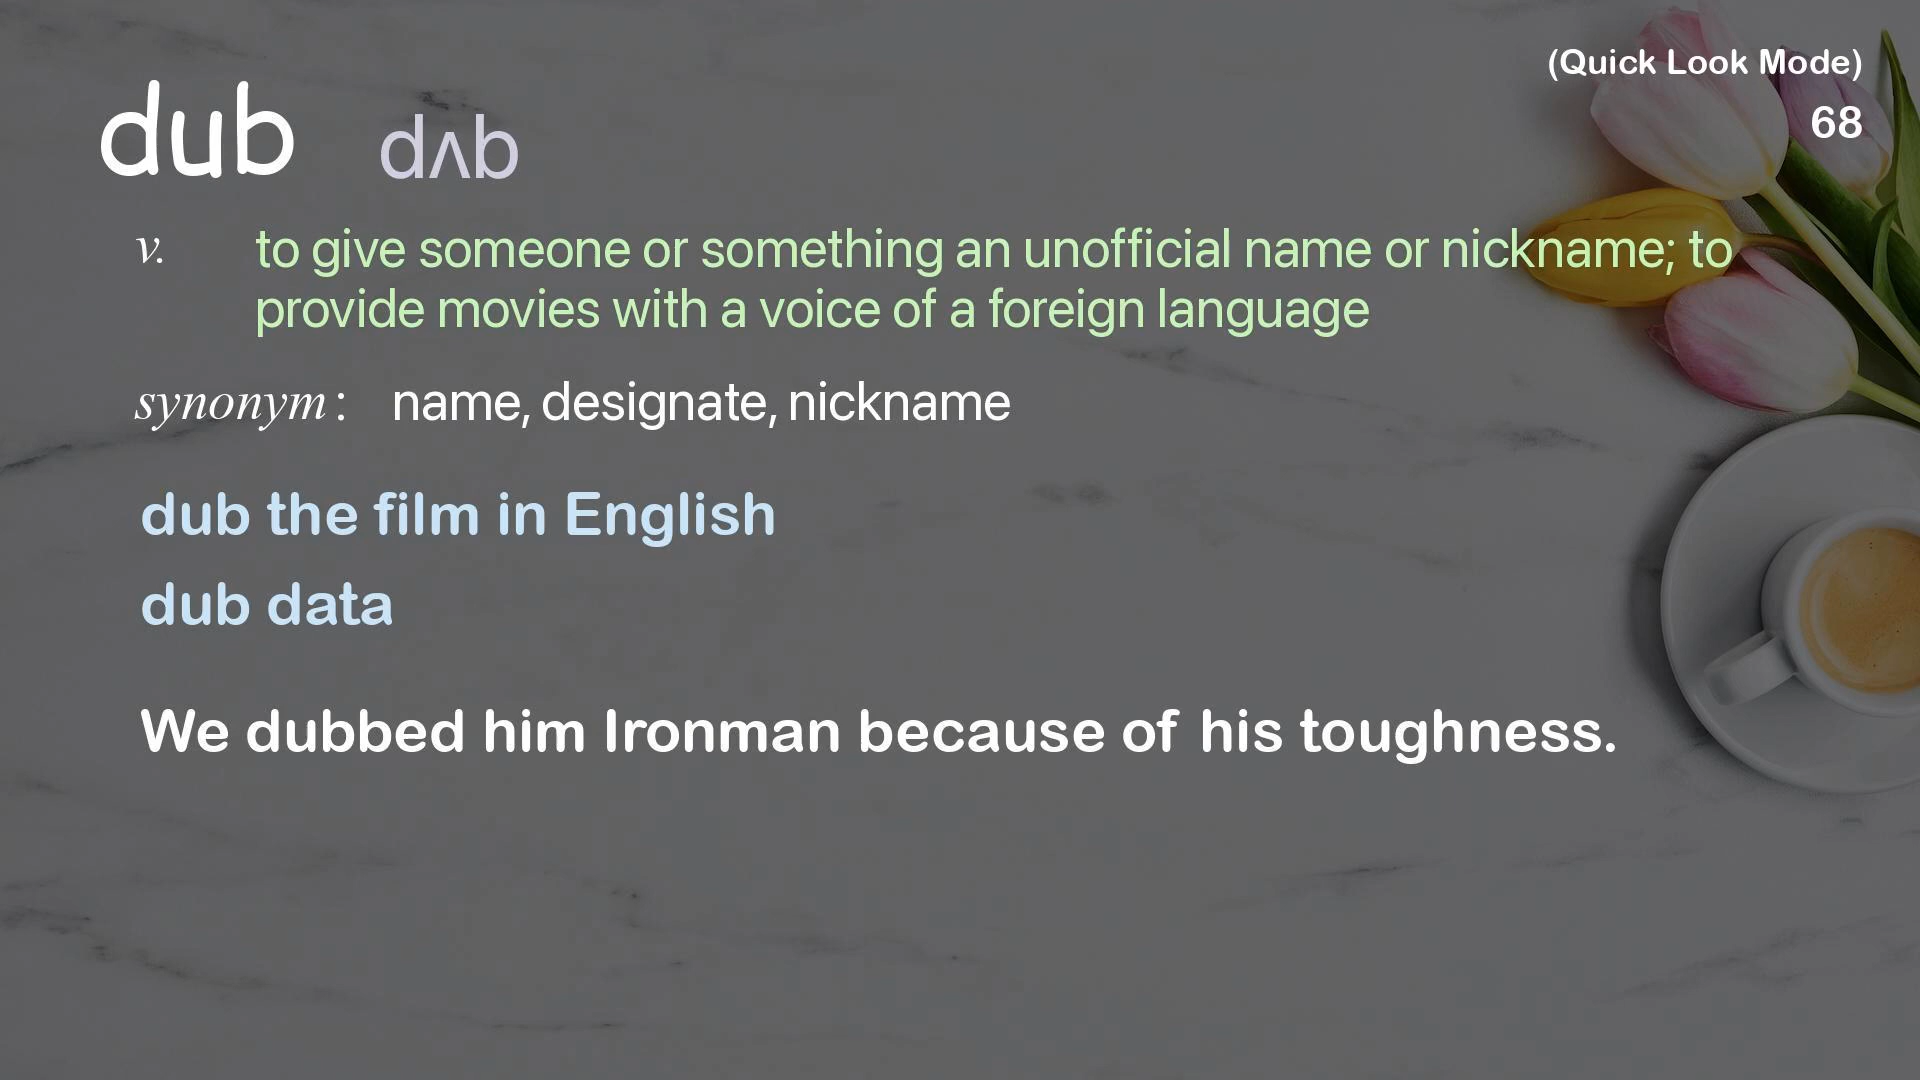 (Quick Look Mode)
68
dub dʌb
v. to give someone or something an unofficial name or nickname; to
provide movies with a voice of a foreign language
synonym: name, designate, nickname
dub the film in English
dub data
We dubbed him Ironman because of his toughness.